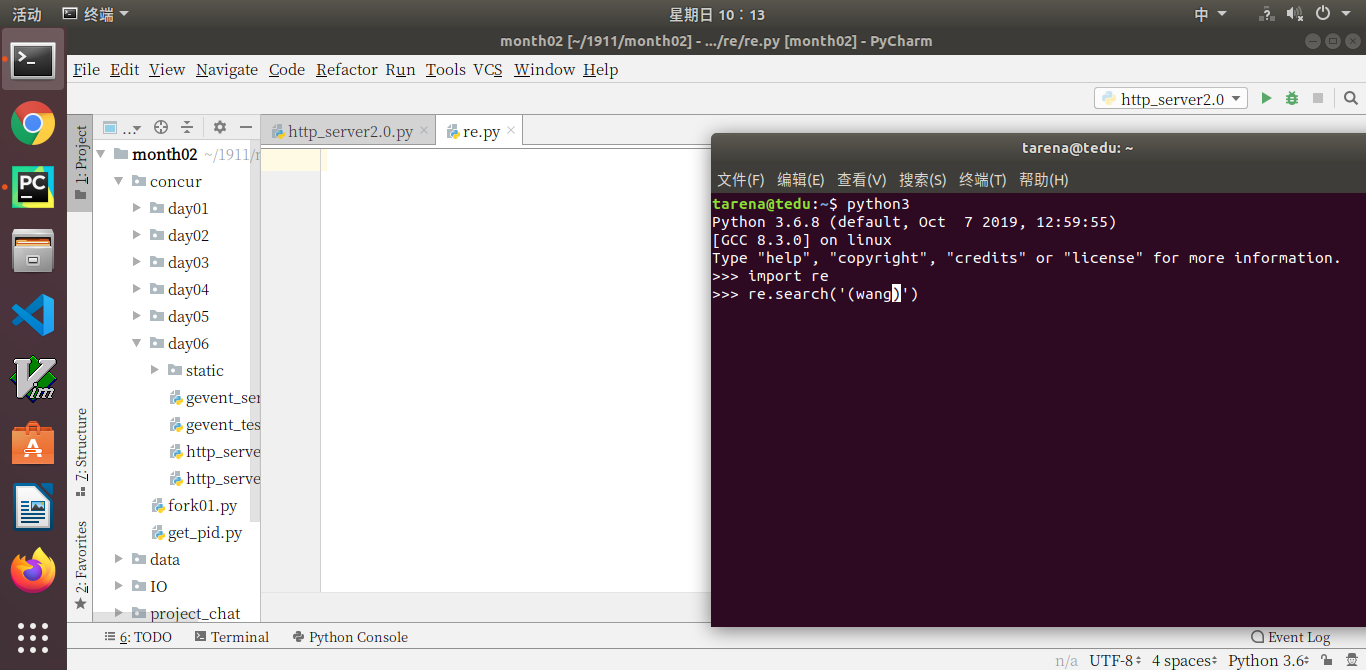 活动 终端 星期日 10：13 中
month02 [~/1911/month02] - .../re/re.py [month02] - PyCharm
File Edit View Navigate Code Refactor Run Tools VCS Window Help
http_server2.0
1: Project
...
http_server2.0.py
re.py
month02 ~/1911/
concur
day01
day02
day03
day04
day05
day06
static
gevent_ser
gevent_tes
http_serve
http_serve
fork01.py
get_pid.py
data
IO
project_chat
7: Structure
2: Favorites
tarena@tedu: ~
文件(F) 编辑(E) 查看(V) 搜索(S) 终端(T) 帮助(H)
tarena@tedu:~$ python3
Python 3.6.8 (default, Oct  7 2019, 12:59:55)
[GCC 8.3.0] on linux
Type "help", "copyright", "credits" or "license" for more information.
>>> import re
>>> re.search('(wang)')
6: TODO Terminal Python Console Event Log
n/a UTF-8 4 spaces Python 3.6